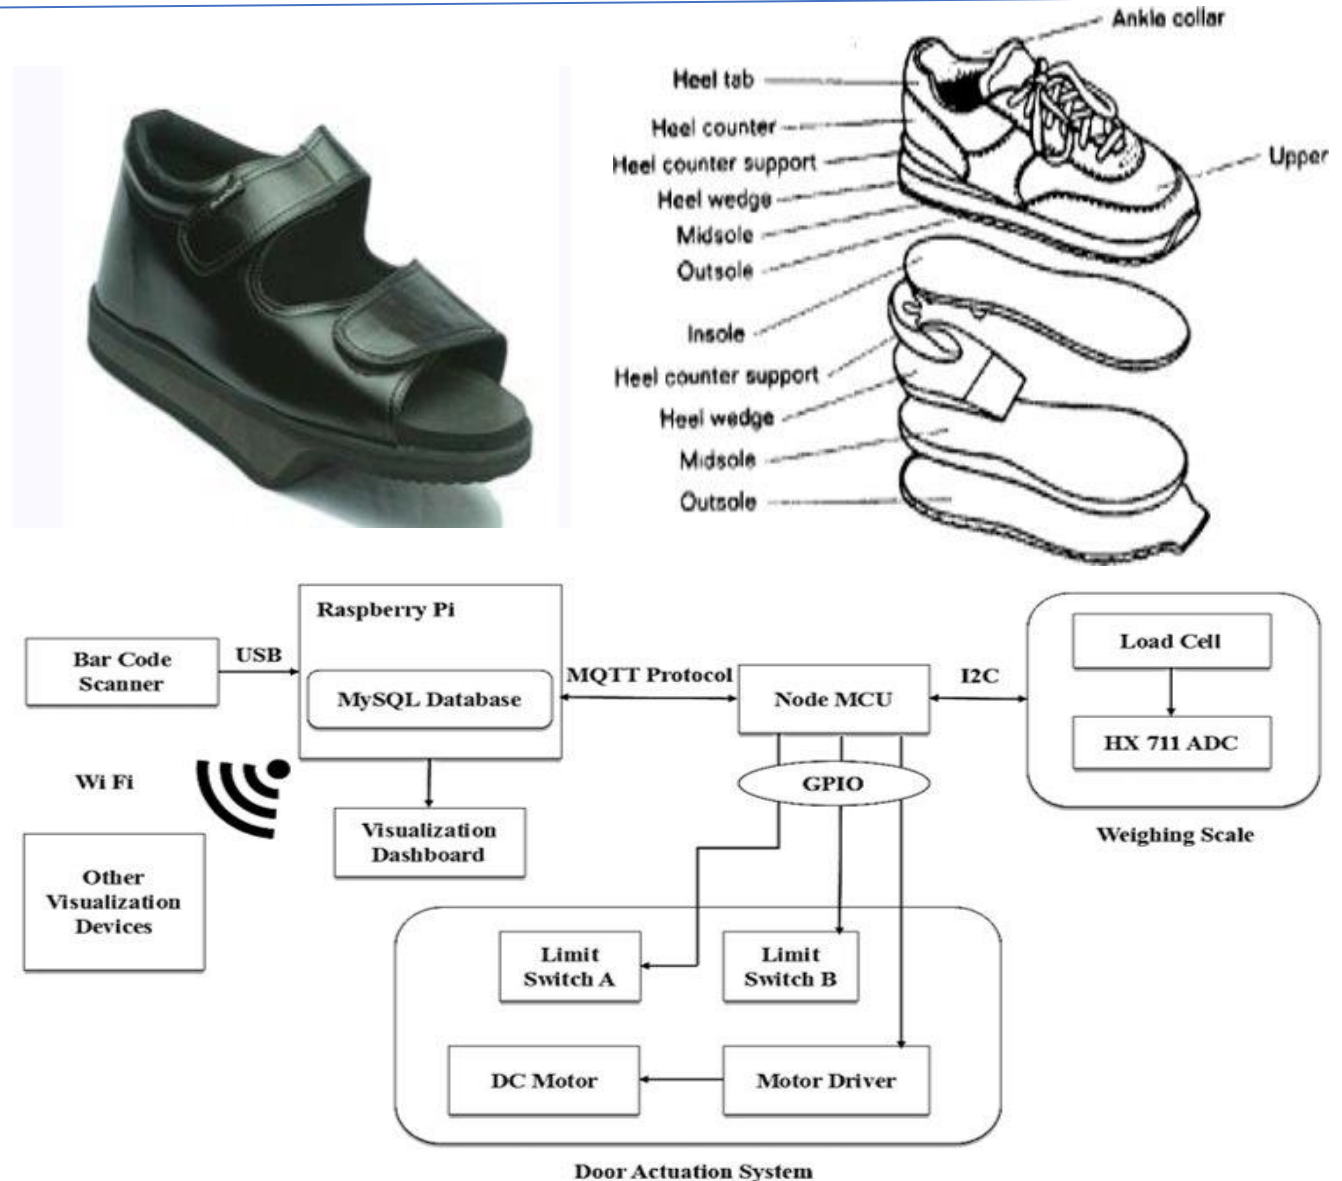 Ankle collar
Heel tab
Heel counter
Heel counter support
Heel wedge
Midsole
Outsole
Upper
Insole
Heel counter support
Heel wedge
Midsole
Outsole
Raspberry Pi
MySQL Database
Bar Code
Scanner
USB
MQTT Protocol
Node MCU
I2C
Load Cell
HX 711 ADC
Weighing Scale
GPIO
Wi Fi
Visualization
Dashboard
Other
Visualization
Devices
Limit
Switch A
Limit
Switch B
DC Motor
Motor Driver
Door Actuation System